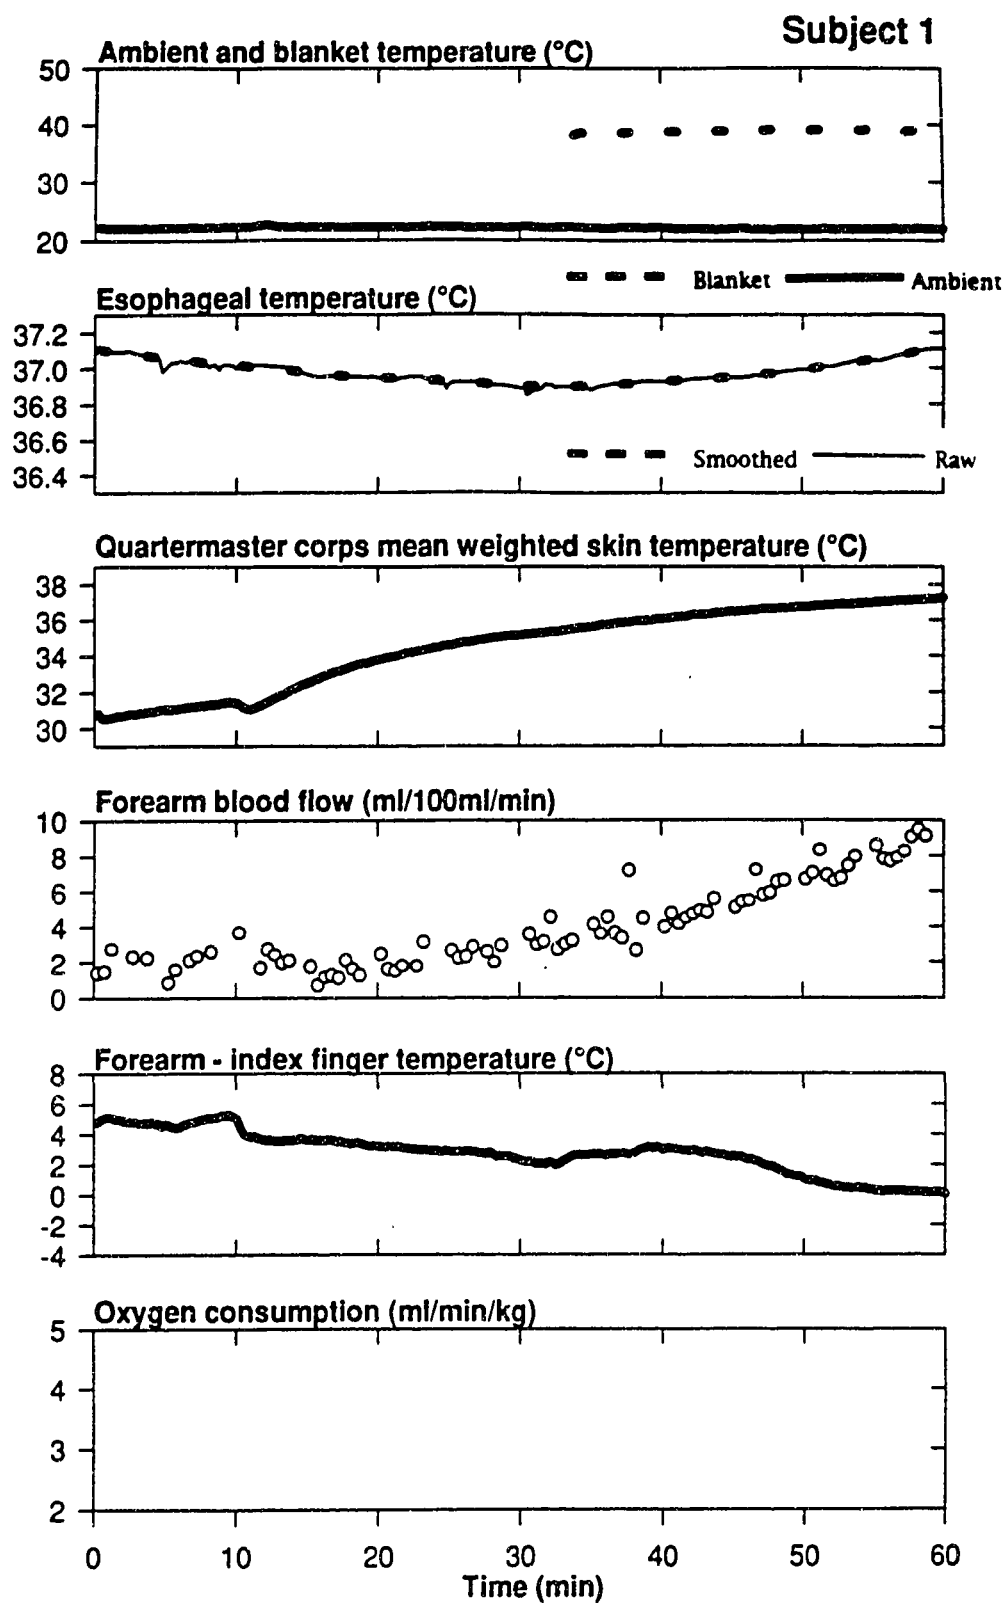 Subject 1
Ambient and blanket temperature (°C)
50
40
30
20
Blanket Ambient
Esophageal temperature (°C)
37.2
37.0
36.8
36.6
36.4
Smoothed Raw
Quartermaster corps mean weighted skin temperature (°C)
38
36
34
32
30
Forearm blood flow (ml/100ml/min)
10
8
6
4
2
0
Forearm - index finger temperature (°C)
8
6
4
2
0
-2
-4
Oxygen consumption (ml/min/kg)
5
4
3
2
0 10 20 30 40 50 60
Time (min)